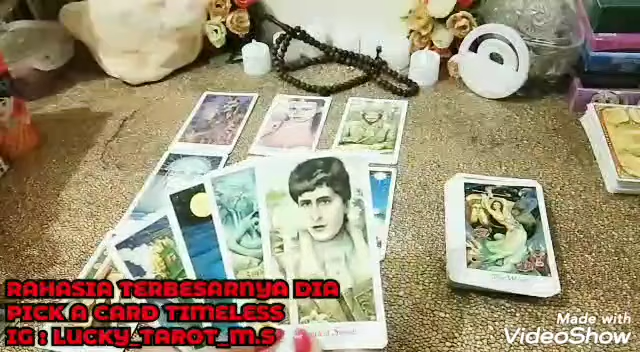 RAHASIA TERBESARNYA DIA
PICK A CARD TIMELESS
IG : LUCKY_TAROT_M.S
Made with
VideoShow